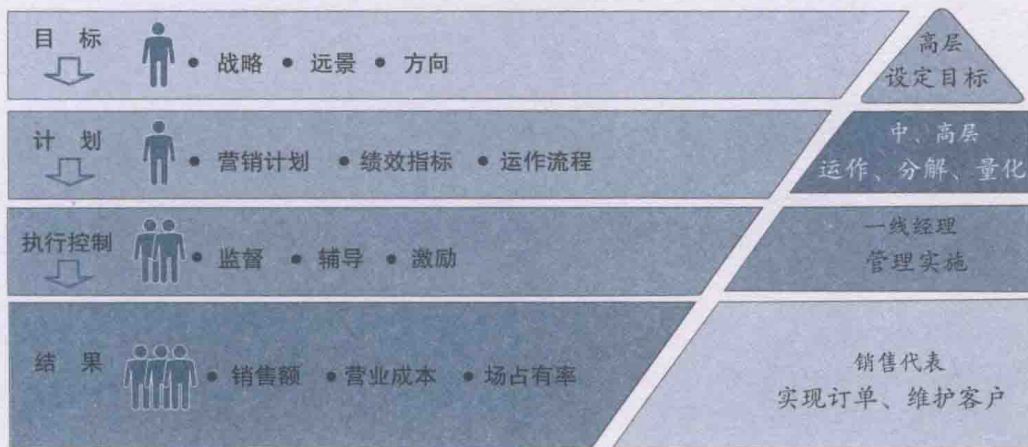 目 标
• 战略 • 远景 • 方向
高层
设定目标
计 划
• 营销计划 • 绩效指标 • 运作流程
中、高层
运作、分解、量化
执行控制
• 监督 • 辅导 • 激励
一线经理
管理实施
结 果
• 销售额 • 营业成本 • 场占有率
销售代表
实现订单、维护客户